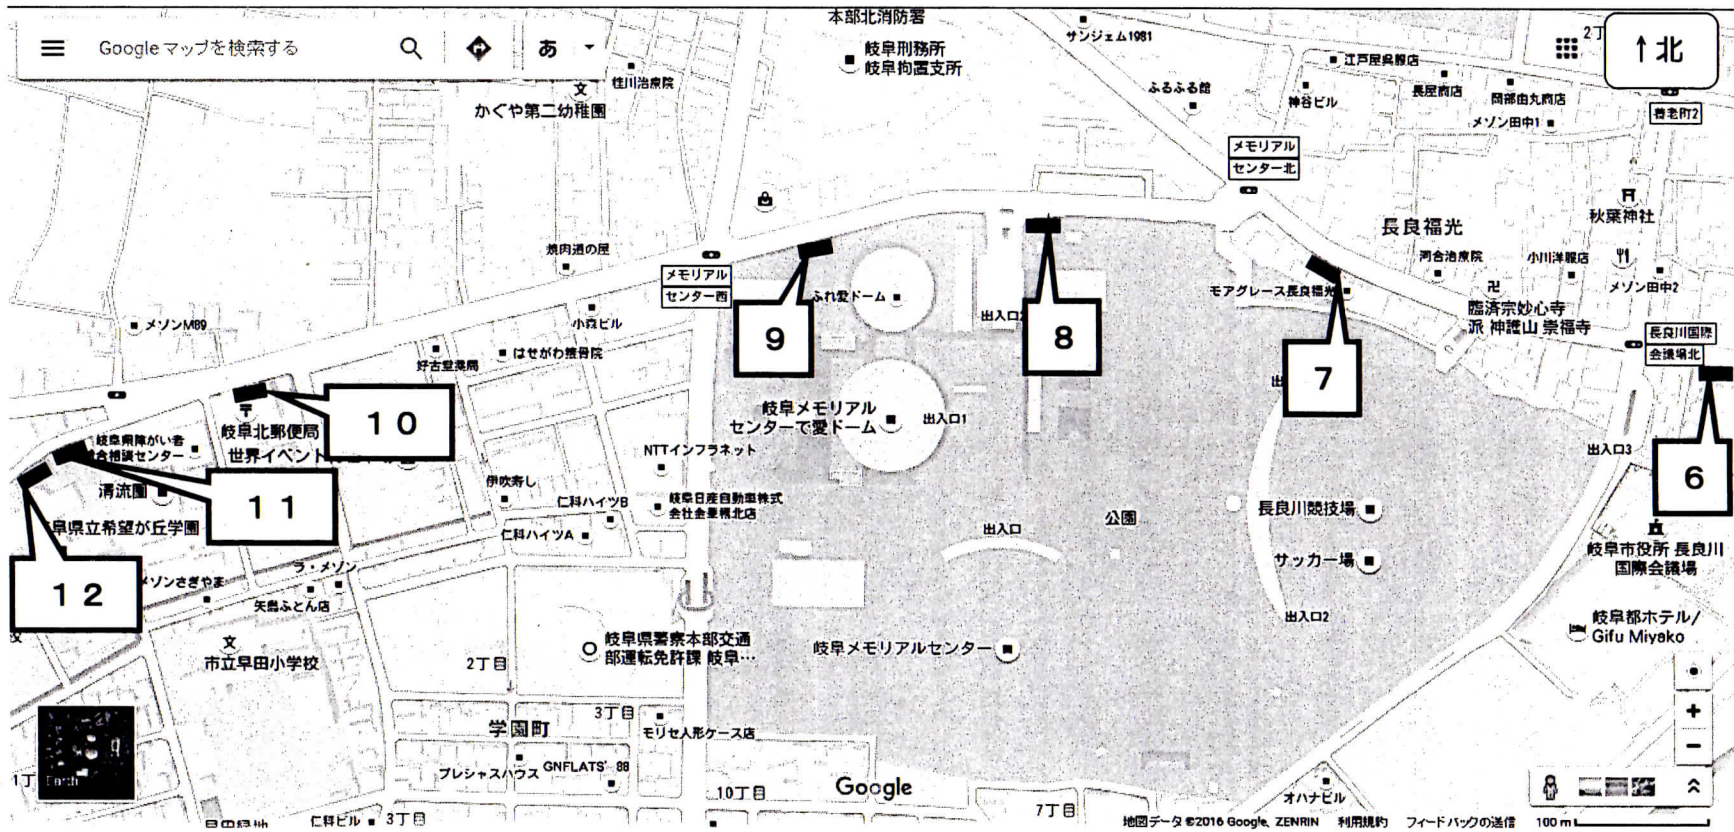 本部北消防署
Google マップを検索する
あ
岐阜刑務所
岐阜拘置支所
サンジェム1981
江戸屋呉服店
↑北
佳川治療院
かぐや第二幼稚園
ふるふる館
神谷ビル
長屋商店
岡部由丸商店
メゾン田中1
養老町2
メモリアル
センター北
秋葉神社
長良福光
焼肉道の屋
メモリアル
センター西
ふれ愛ドーム
河合治療院
小川洋服店
メゾン田中2
モアグレース長良福光
臨済宗妙心寺
派 神護山 崇福寺
メゾンM89
小森ビル
出入口2
長良川国際
会議場北
9
8
7
好古堂薬局
はせがわ接骨院
岐阜メモリアル
センターで愛ドーム
出入口1
10
岐阜北郵便局
世界イベント
岐阜県障がい者
総合相談センター
NTTインフラネット
出入口3
6
清流園
11
伊吹寿し
仁科ハイツB
岐阜日産自動車株式
仁科ハイツA
長良川競技場
公園
出入口
阜県立希望が丘学園
サッカー場
岐阜市役所 長良川
国際会議場
12
メゾンさぎやま
ラ・メゾン
矢島ふとん店
出入口2
岐阜都ホテル/
Gifu Miyako
市立早田小学校
2丁目
岐阜県警察本部交通
部運転免許課 岐阜…
岐阜メモリアルセンター
学園町
3丁目
モリセ人形ケース店
プレシャスハウス
GNFLATS' 88
1丁
Earth
10丁目
Google
7丁目
オハナビル
仁科ビル
3丁目
地図データ ©2016 Google, ZENRIN
利用規約
フィードバックの送信
100 m